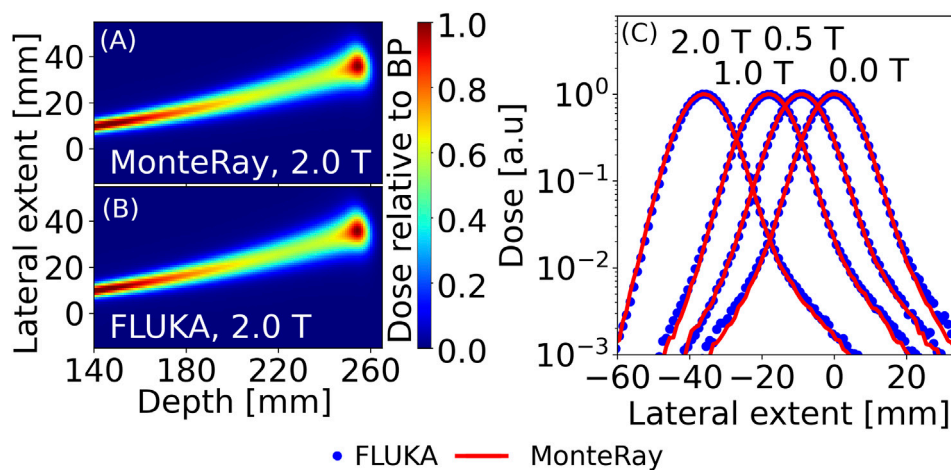 (A)
MonteRay, 2.0 T
40
20
0
(B)
FLUKA, 2.0 T
40
20
0
Lateral extent [mm]
140
180
220
260
Depth [mm]
1.0
0.8
0.6
0.4
0.2
0.0
Dose relative to BP
(C)
2.0 T
0.5 T
1.0 T
0.0 T
10⁰
10⁻¹
10⁻²
10⁻³
Dose [a.u]
−60
−40
−20
0
20
Lateral extent [mm]
FLUKA
MonteRay